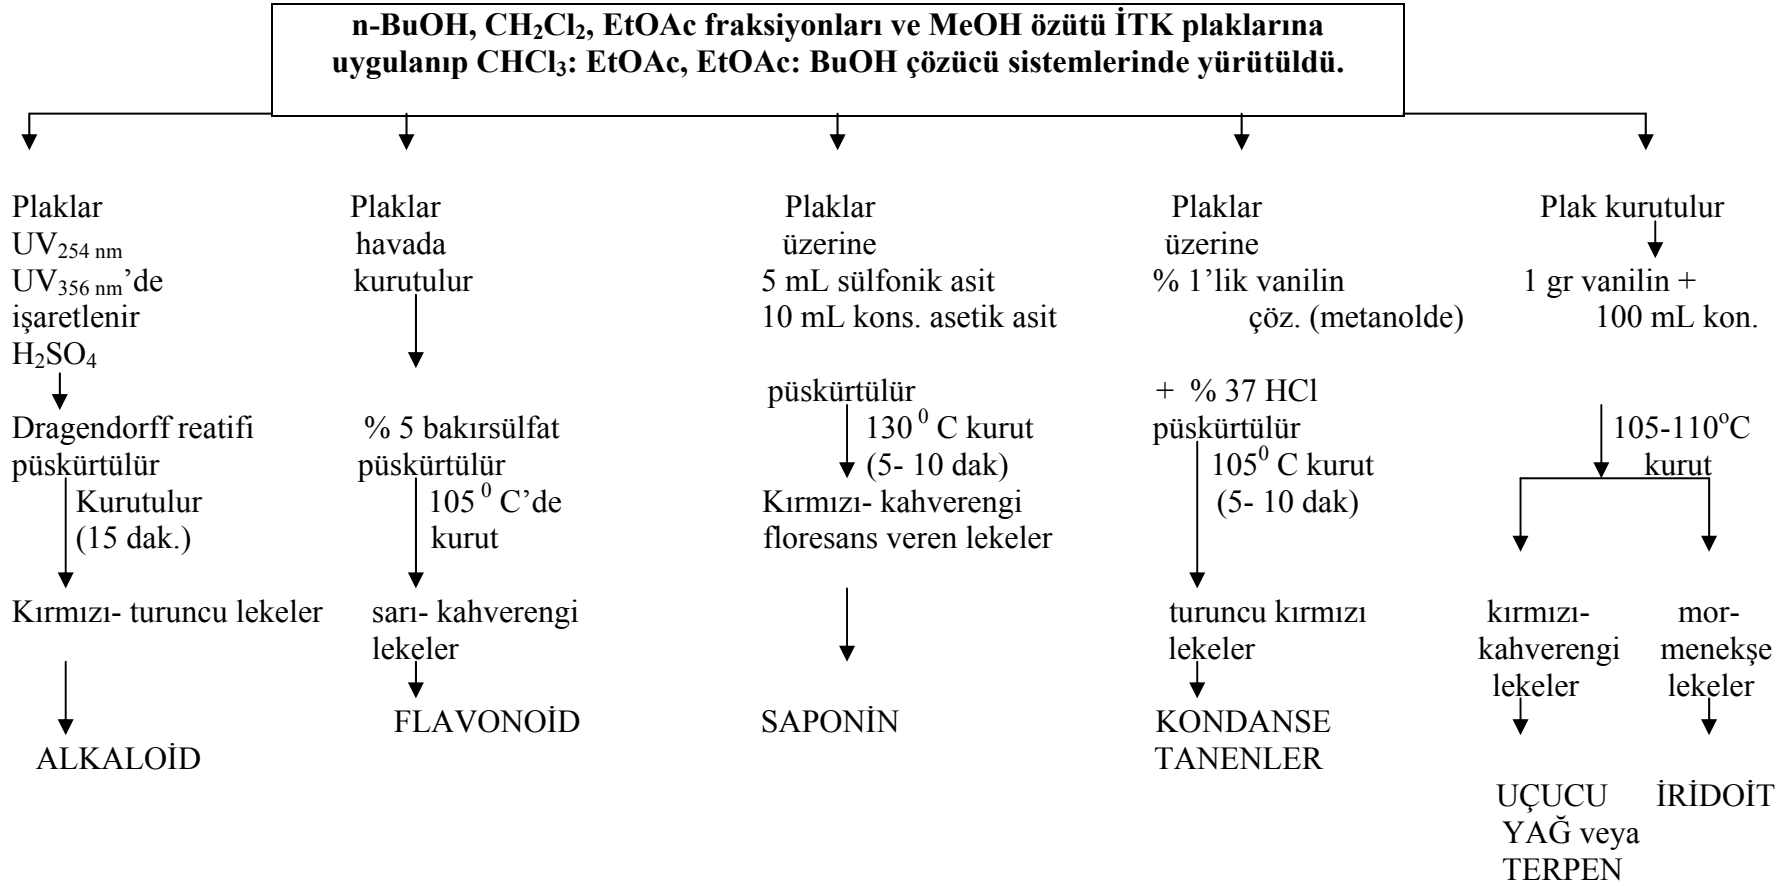 n-BuOH, CH₂Cl₂, EtOAc fraksiyonları ve MeOH özütü İTK plaklarına
uygulanıp CHCl₃: EtOAc, EtOAc: BuOH çözücü sistemlerinde yürütüldü.
Plaklar
UV₂₅₄ ₙₘ
UV₃₅₆ ₙₘ’de
işaretlenir
H₂SO₄
Dragendorff reatifi
püskürtülür
Kurutulur
(15 dak.)
Kırmızı- turuncu lekeler
ALKALOİD
Plaklar
havada
kurutulur
% 5 bakırsülfat
püskürtülür
105 ⁰ C’de
kurut
sarı- kahverengi
lekeler
FLAVONOİD
Plaklar
üzerine
5 mL sülfonik asit
10 mL kons. asetik asit
püskürtülür
130 ⁰ C kurut
(5- 10 dak)
Kırmızı- kahverengi
floresans veren lekeler
SAPONİN
Plaklar
üzerine
% 1’lik vanilin
çöz. (metanolde)
+ % 37 HCl
püskürtülür
105⁰ C kurut
(5- 10 dak)
turuncu kırmızı
lekeler
KONDANSE
TANENLER
Plak kurutulur
1 gr vanilin +
100 mL kon.
105-110ᵒC
kurut
kırmızı-
kahverengi
lekeler
UÇUCU
YAĞ veya
TERPEN
mor-
menekşe
lekeler
İRİDOİT